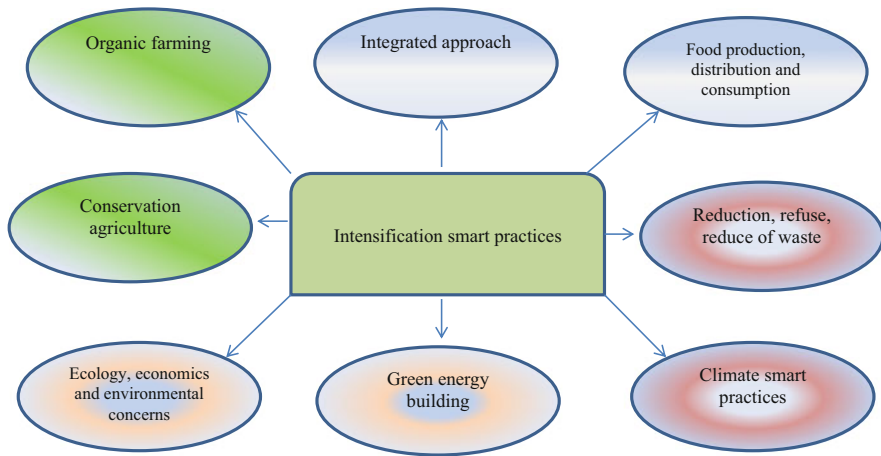 Organic farming
Integrated approach
Food production,
distribution and
consumption
Conservation
agriculture
Intensification smart practices
Reduction, refuse,
reduce of waste
Ecology, economics
and environmental
concerns
Green energy
building
Climate smart
practices